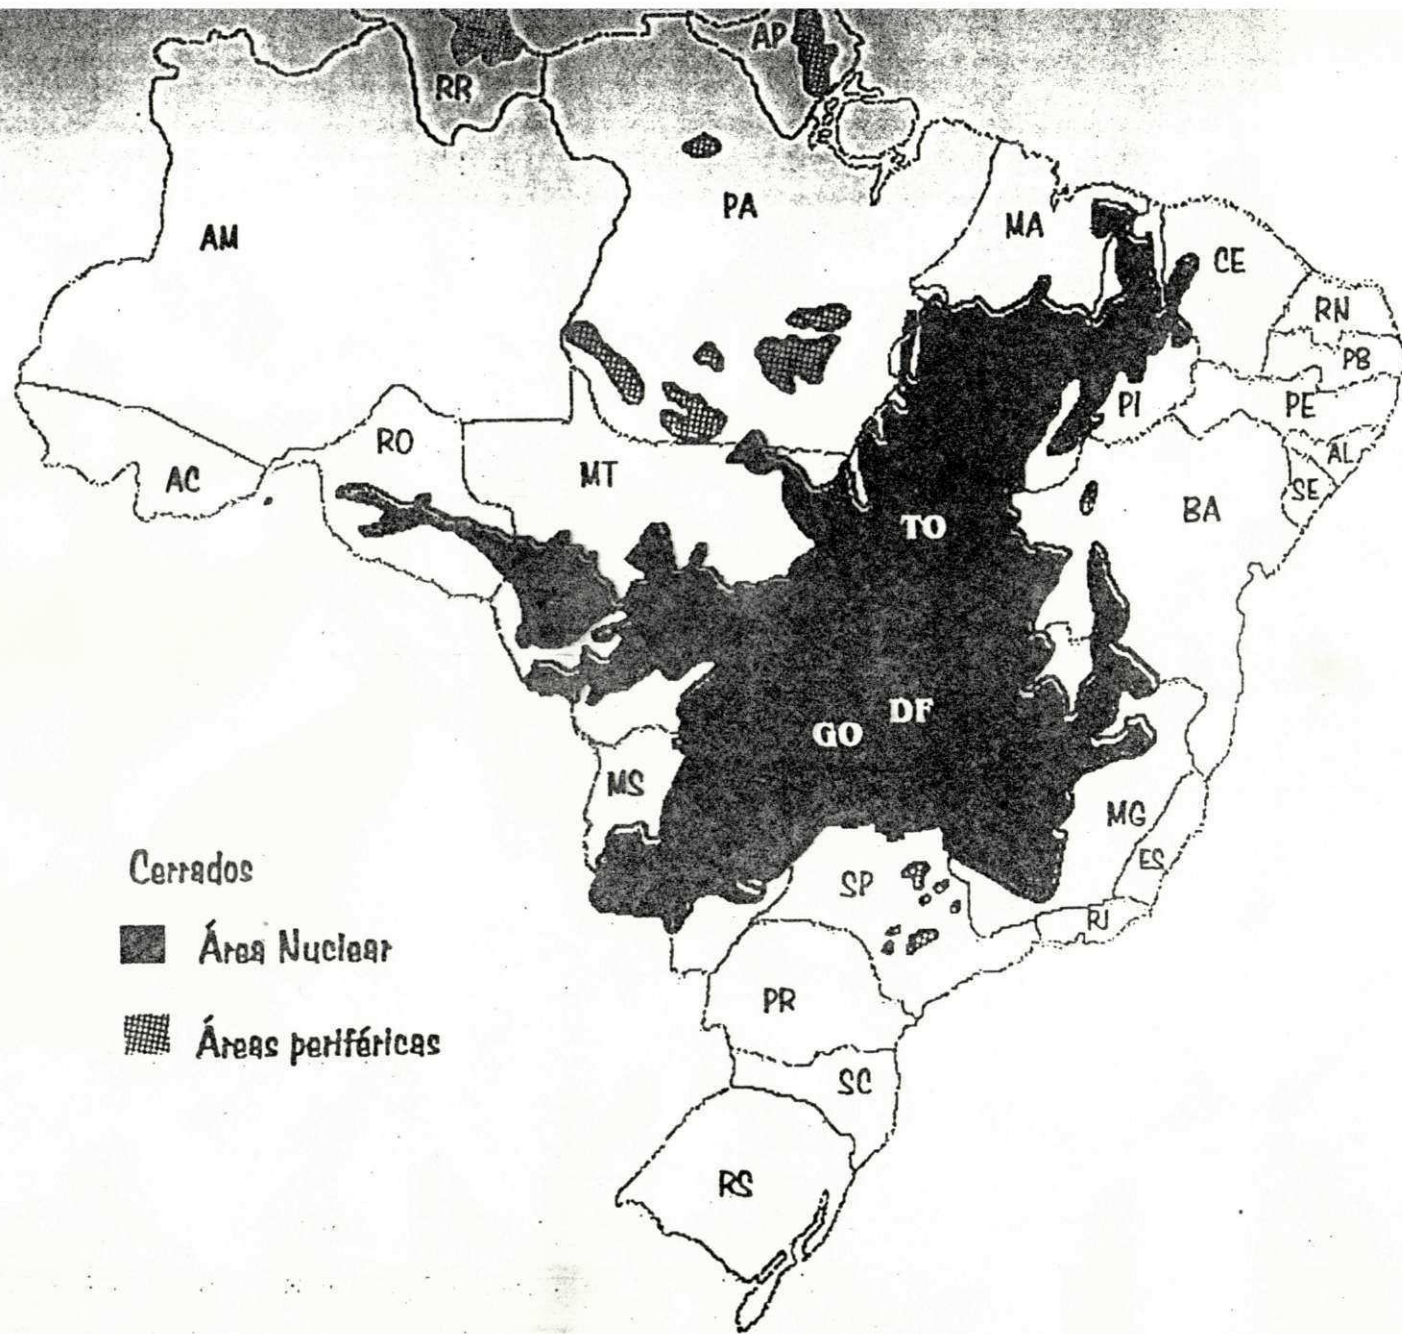 AP
RR
PA
AM
MA
CE
RN
PB
PI
PE
RO
AL
MT
AC
SE
BA
TO
DF
GO
MS
MG
ES
Cerrados
SP
RJ
Área Nuclear
PR
Áreas periféricas
SC
RS